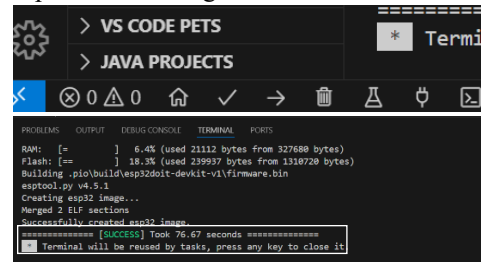 > VS CODE PETS
> JAVA PROJECTS
=========
* Termi
0 0
PROBLEMS OUTPUT DEBUG CONSOLE TERMINAL PORTS
RAM: [= ] 6.4% (used 21112 bytes from 327680 bytes)
Flash: [== ] 18.3% (used 239937 bytes from 1310720 bytes)
Building .pio\build\esp32doit-devkit-v1\firmware.bin
esptool.py v4.5.1
Creating esp32 image...
Merged 2 ELF sections
Successfully created esp32 image.
============== [SUCCESS] Took 76.67 seconds ==============
* Terminal will be reused by tasks, press any key to close it